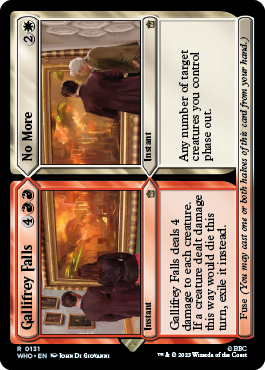 Gallifrey Falls 4
Instant
Gallifrey Falls deals 4
damage to each creature.
If a creature dealt damage
this way would die this
turn, exile it instead.
No More 2
Instant
Any number of target
creatures you control
phase out.
Fuse (You may cast one or both halves of this card from your hand.)
R 0131
WHO • EN JOHN DI GIOVANNI
© BBC
™ & © 2023 Wizards of the Coast